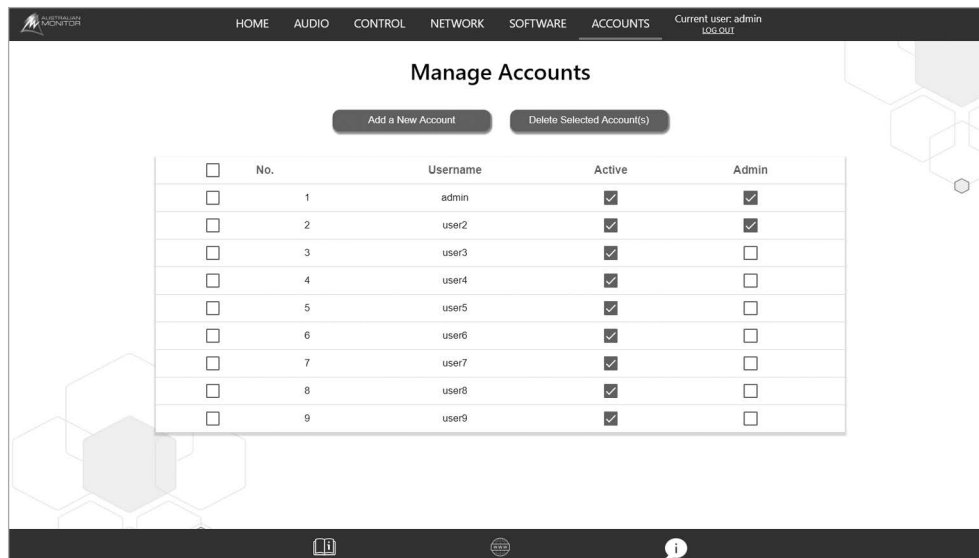 AUSTRALIAN
MONITOR
HOME AUDIO CONTROL NETWORK SOFTWARE ACCOUNTS Current user: admin
LOG OUT
Manage Accounts
Add a New Account Delete Selected Account(s)
No. Username Active Admin
1 admin
2 user2
3 user3
4 user4
5 user5
6 user6
7 user7
8 user8
9 user9
i www i